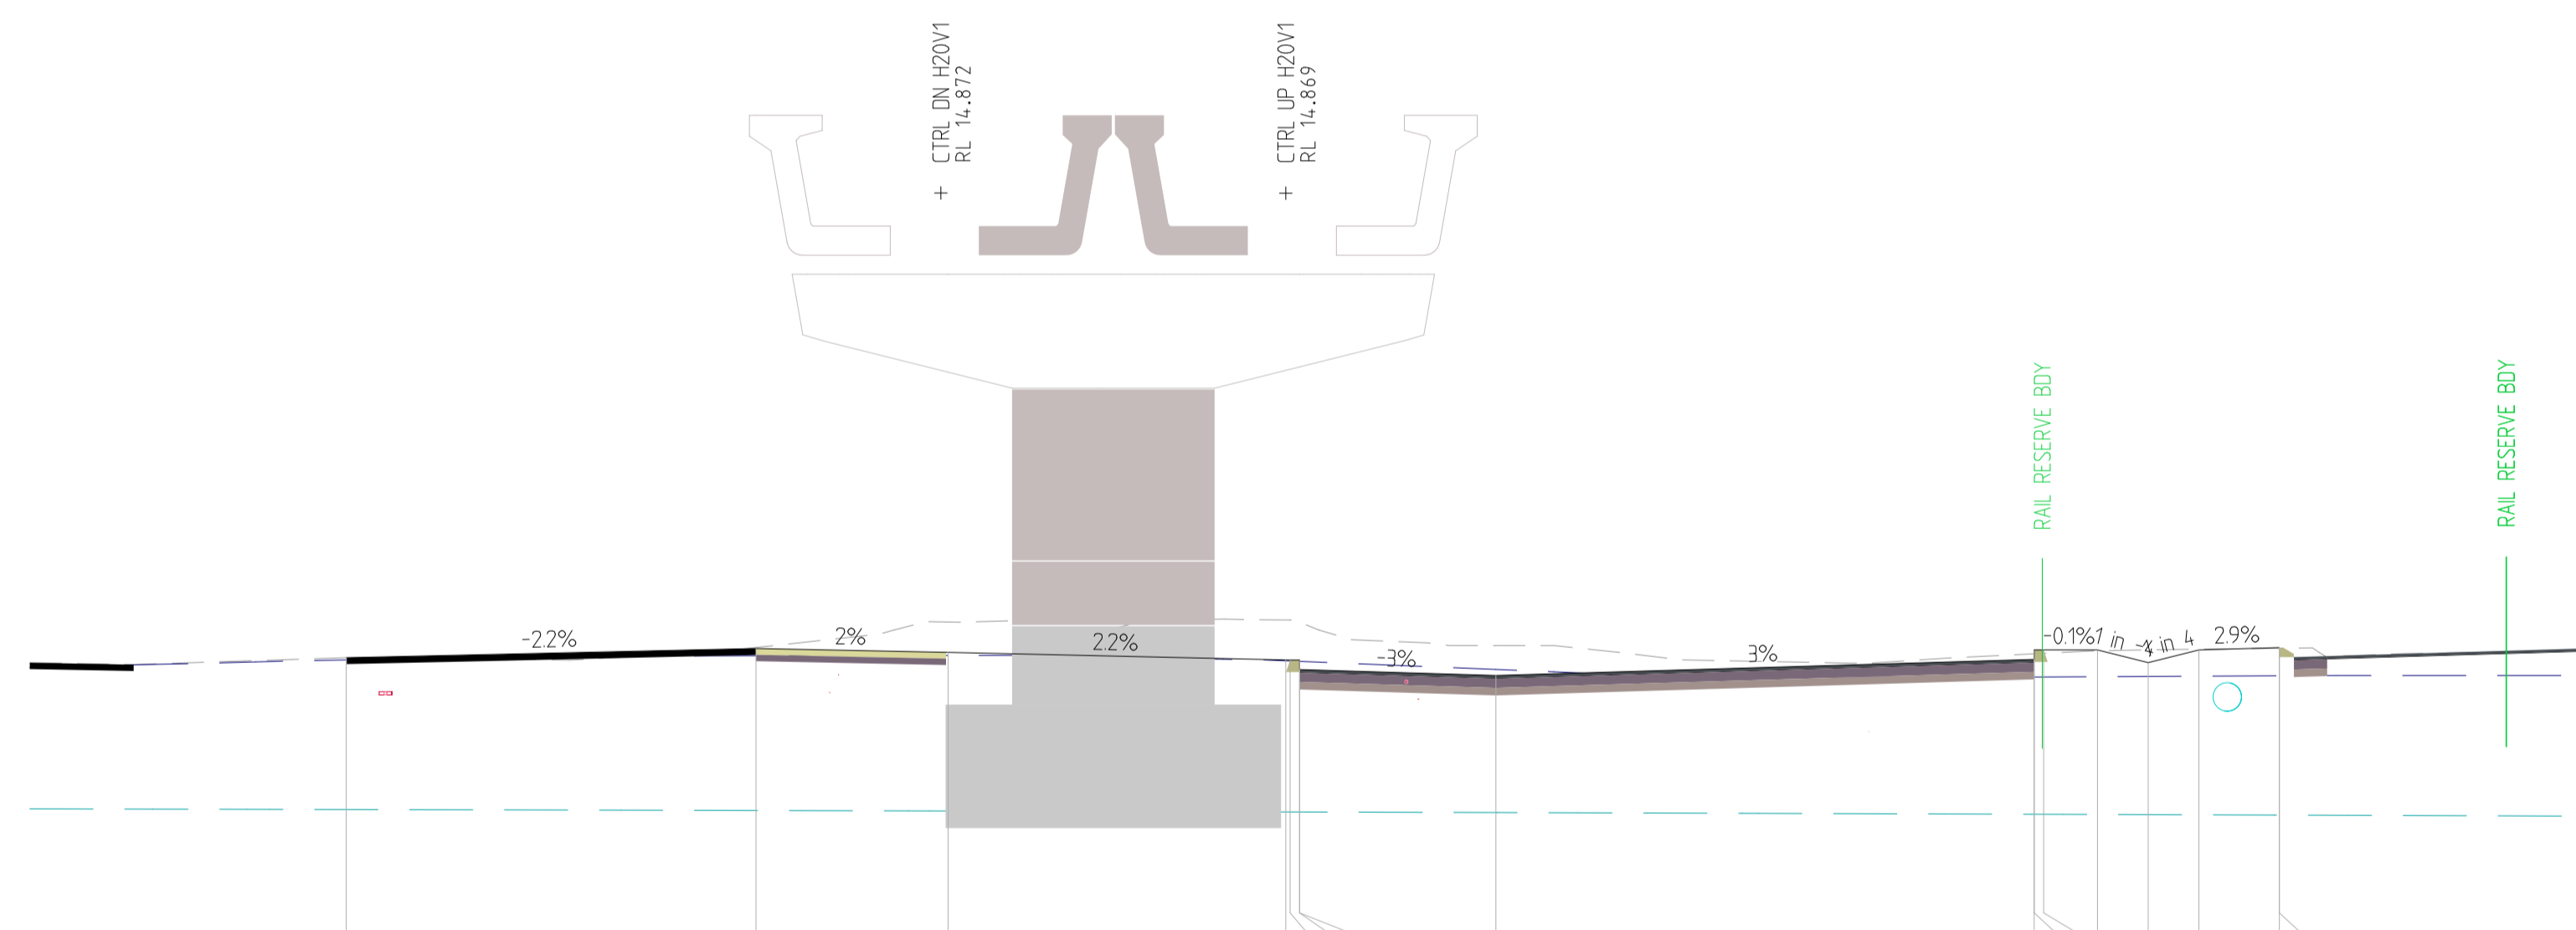 CTRL DN H20V1
RL 14.872
CTRL UP H20V1
RL 14.869
RAIL RESERVE BDY
RAIL RESERVE BDY
-2.2%
2%
2.2%
-3%
3%
-0.1%
1 in
in 4
2.9%